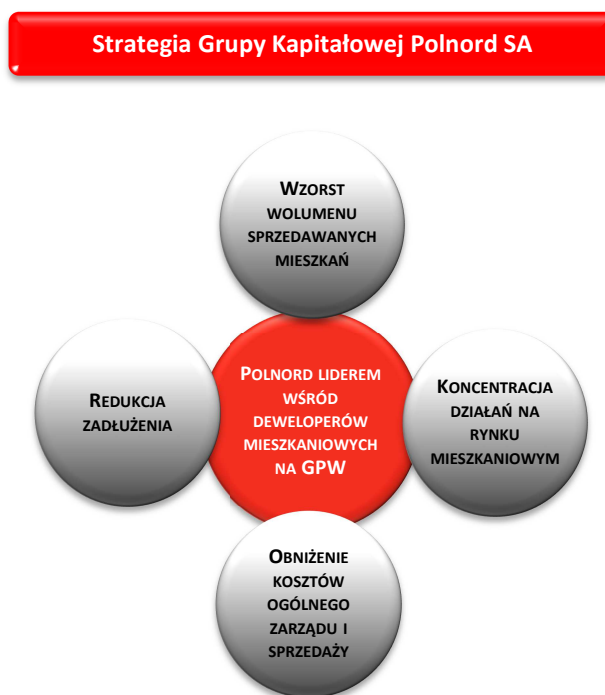 Strategia Grupy Kapitałowej Polnord SA
WZORST
WOLUMENU
SPRZEDAWANYCH
MIESZKAŃ
REDUKCJA
ZADŁUŻENIA
POLNORD LIDEREM
WŚRÓD
DEWELOPERÓW
MIESZKANIOWYCH
NA GPW
KONCENTRACJA
DZIAŁAŃ NA
RYNKU
MIESZKANIOWYM
OBNIŻENIE
KOSZTÓW
OGÓLNEGO
ZARZĄDU I
SPRZEDAŻY